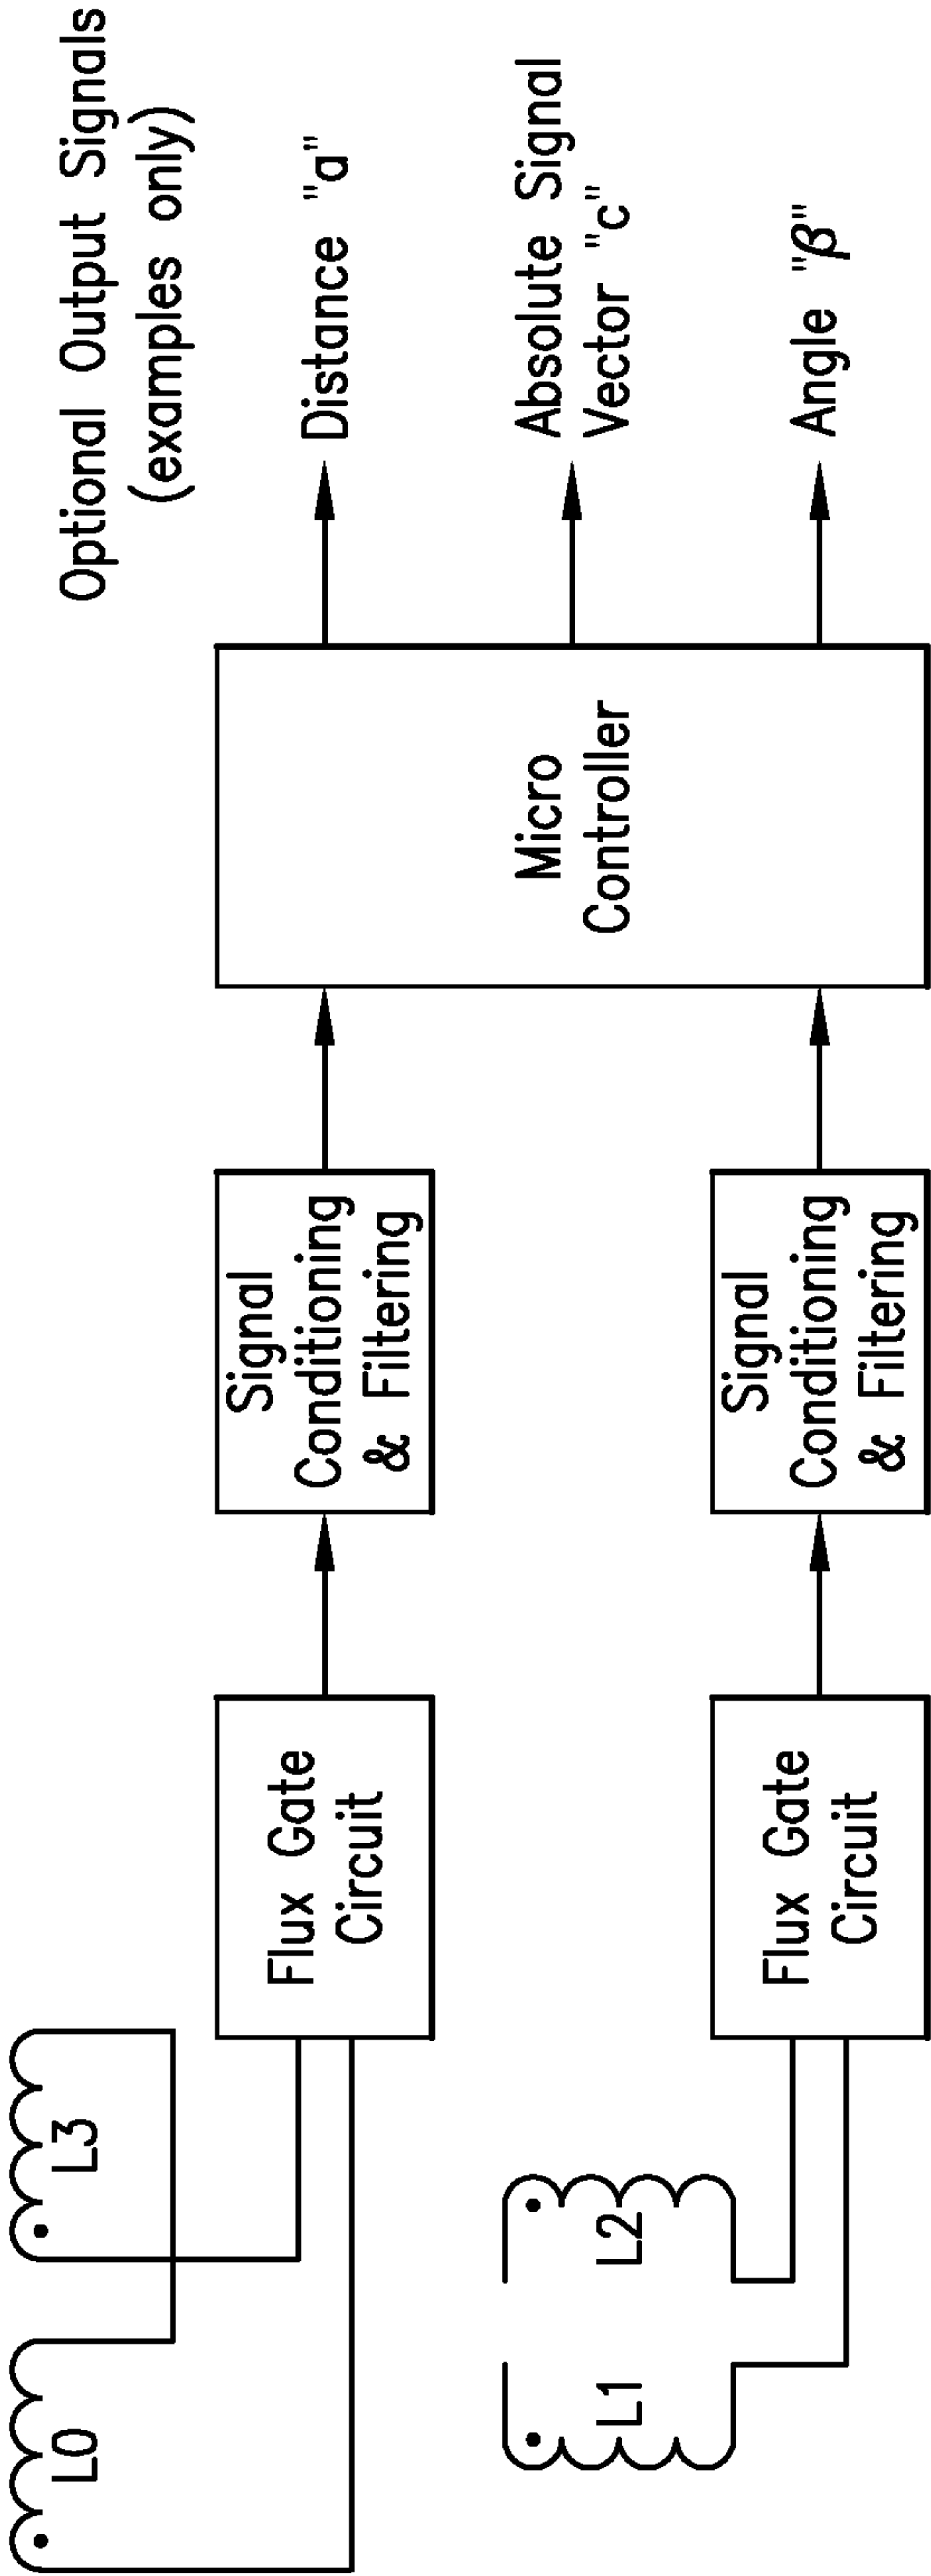 Optional Output Signals
(examples only)
L0
L3
Flux Gate
Circuit
Signal
Conditioning
& Filtering
Micro
Controller
Distance "a"
Absolute Signal
Vector "c"
Angle "β"
L1
L2
Flux Gate
Circuit
Signal
Conditioning
& Filtering